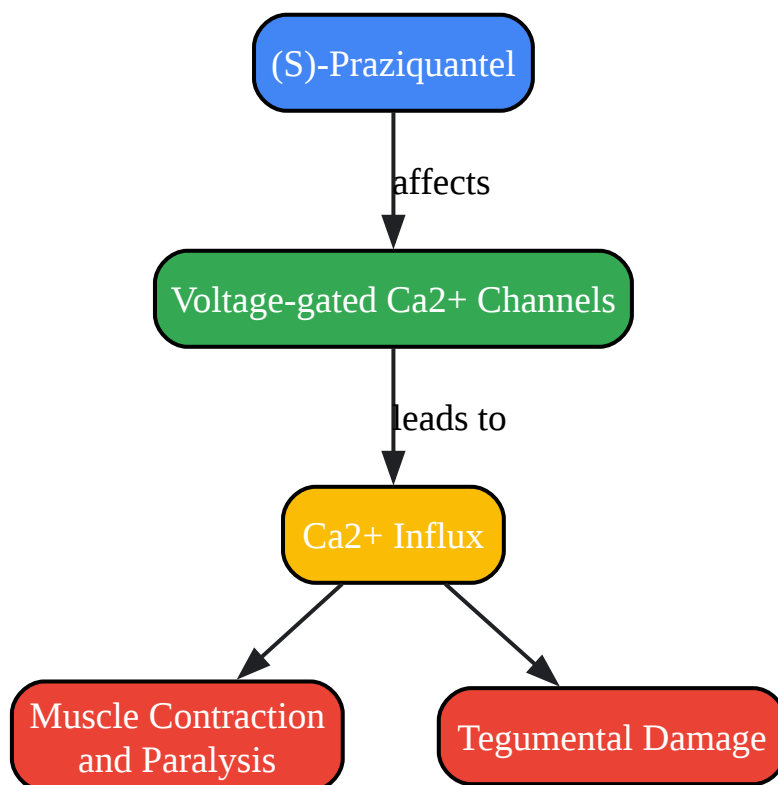 (S)-Praziquantel
affects
Voltage-gated Ca2+ Channels
leads to
Ca2+ Influx
Muscle Contraction
and Paralysis
Tegumental Damage